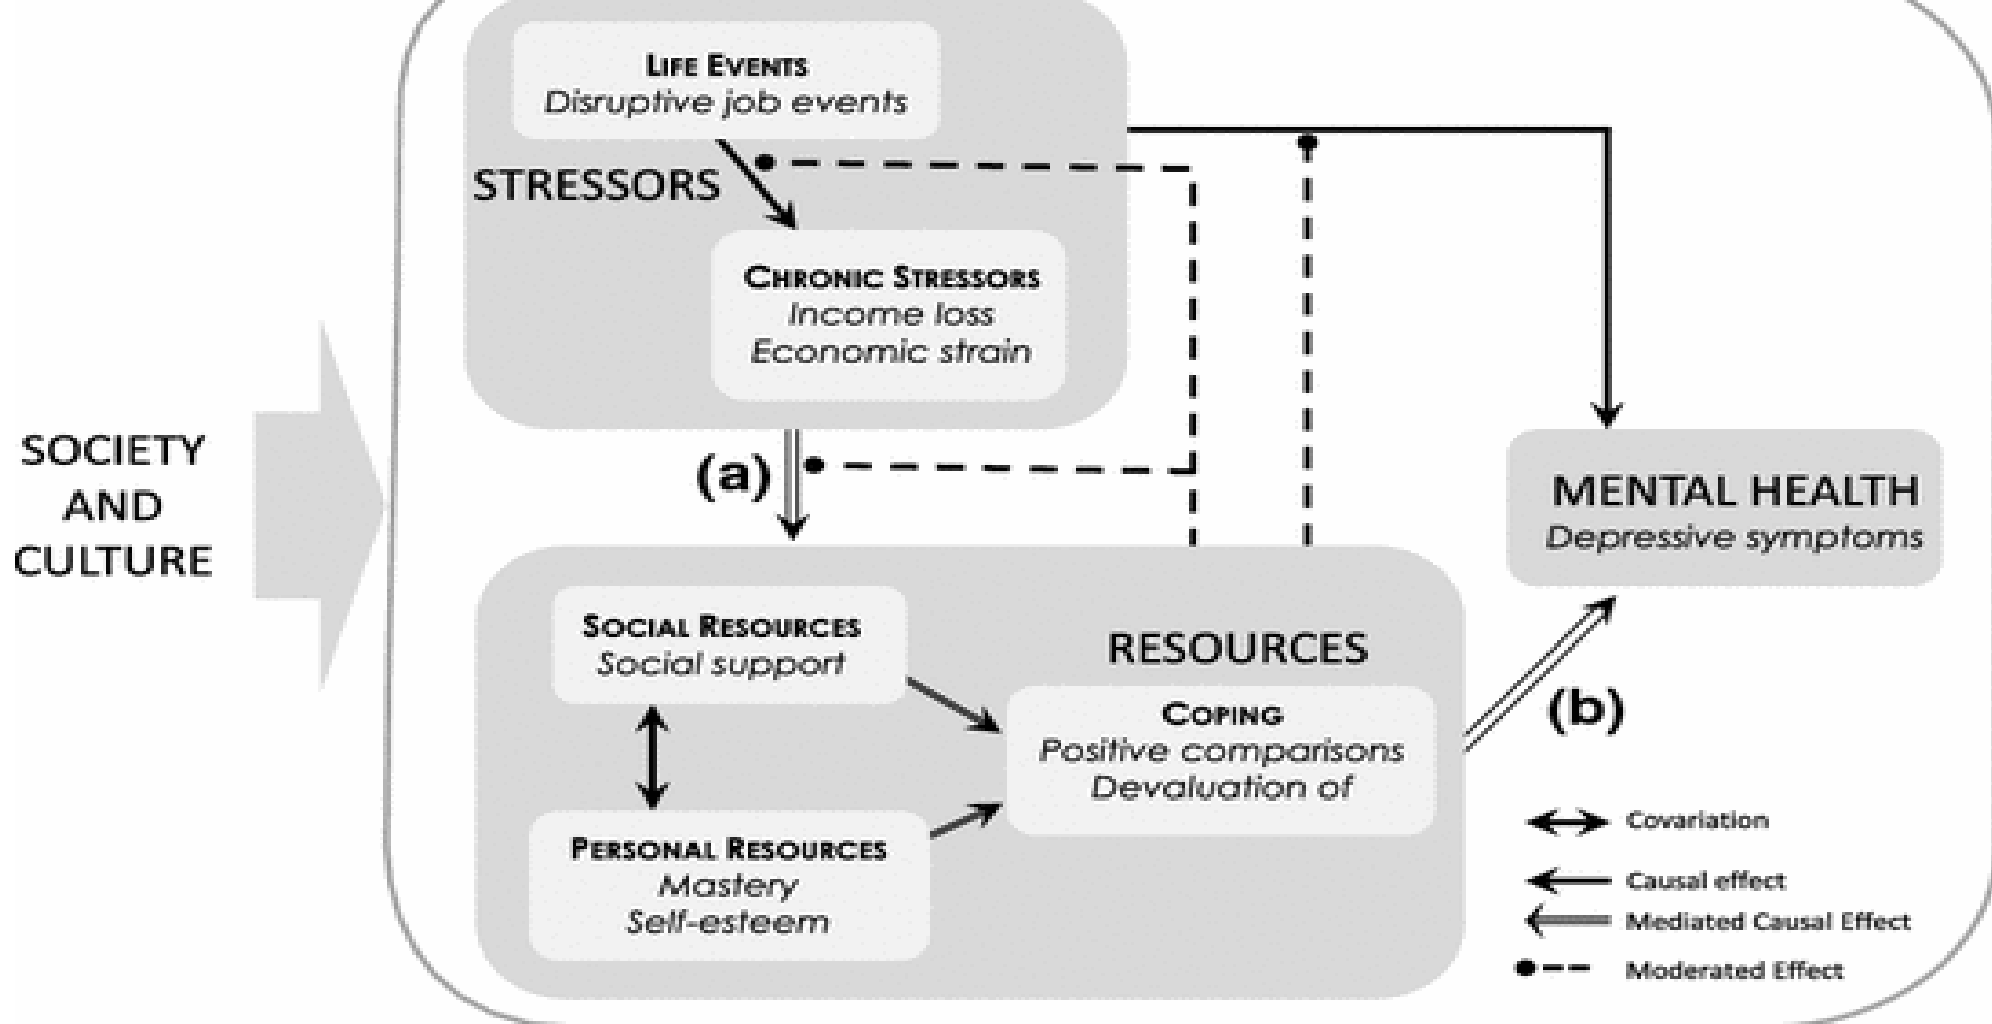 LIFE EVENTS
Disruptive job events
STRESSORS
CHRONIC STRESSORS
Income loss
Economic strain
SOCIETY
AND
CULTURE
(a)
MENTAL HEALTH
Depressive symptoms
SOCIAL RESOURCES
Social support
RESOURCES
COPING
Positive comparisons
Devaluation of
(b)
PERSONAL RESOURCES
Mastery
Self-esteem
Covariation
Causal effect
Mediated Causal Effect
Moderated Effect